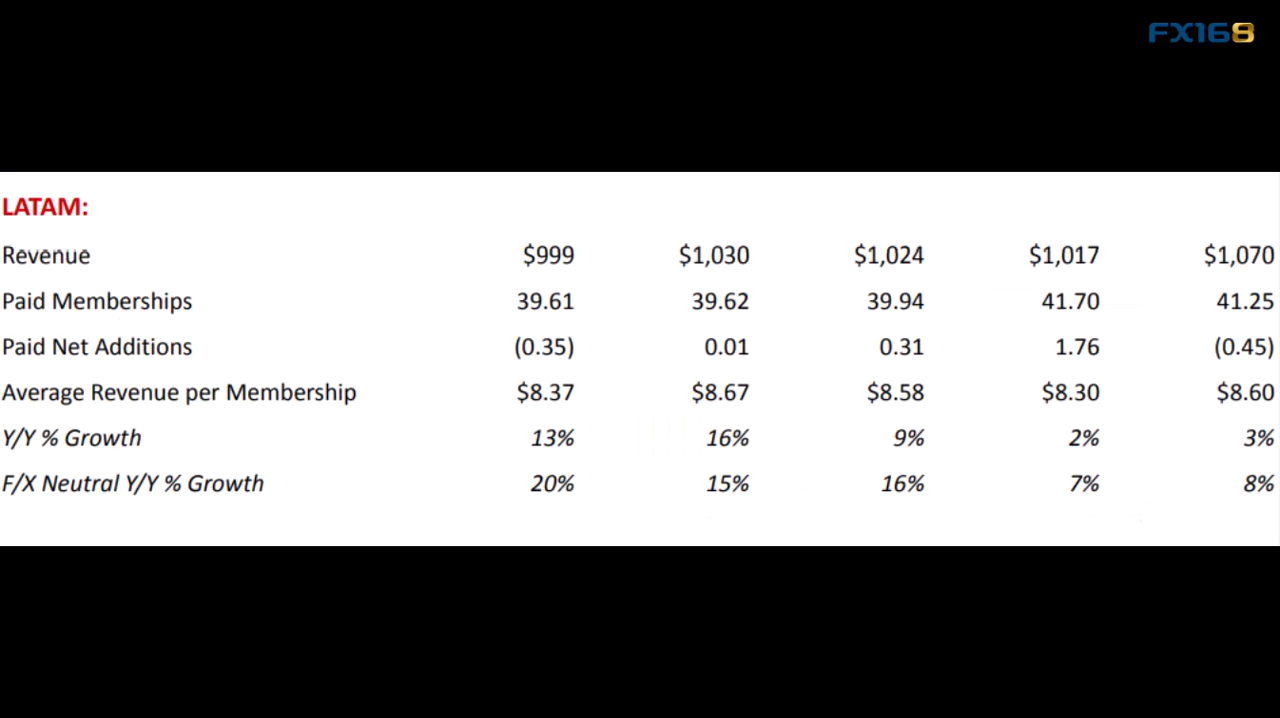 FX168
LATAM:
Revenue $999 $1,030 $1,024 $1,017 $1,070
Paid Memberships 39.61 39.62 39.94 41.70 41.25
Paid Net Additions (0.35) 0.01 0.31 1.76 (0.45)
Average Revenue per Membership $8.37 $8.67 $8.58 $8.30 $8.60
Y/Y % Growth 13% 16% 9% 2% 3%
F/X Neutral Y/Y % Growth 20% 15% 16% 7% 8%